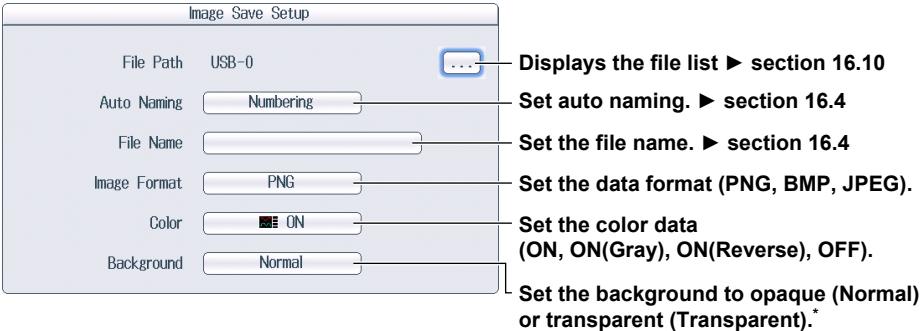 Image Save Setup
File Path USB-0 ... Displays the file list ► section 16.10
Auto Naming Numbering Set auto naming. ► section 16.4
File Name Set the file name. ► section 16.4
Image Format PNG Set the data format (PNG, BMP, JPEG).
Color ON Set the color data
(ON, ON(Gray), ON(Reverse), OFF).
Background Normal
Set the background to opaque (Normal)
or transparent (Transparent).*